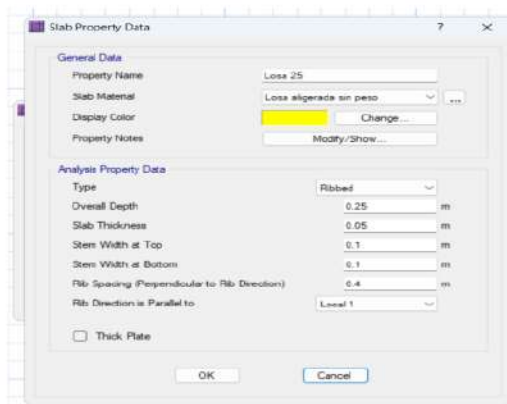 Slab Property Data ? ×
General Data
Property Name Losa 25
Slab Material Losa aligerada sin peso ...
Display Color Change...
Property Notes Modify/Show...
Analysis Property Data
Type Ribbed
Overall Depth 0.25 m
Slab Thickness 0.05 m
Stem Width at Top 0.1 m
Stem Width at Bottom 0.1 m
Rib Spacing (Perpendicular to Rib Direction) 0.4 m
Rib Direction is Parallel to Local 1
Thick Plate
OK Cancel